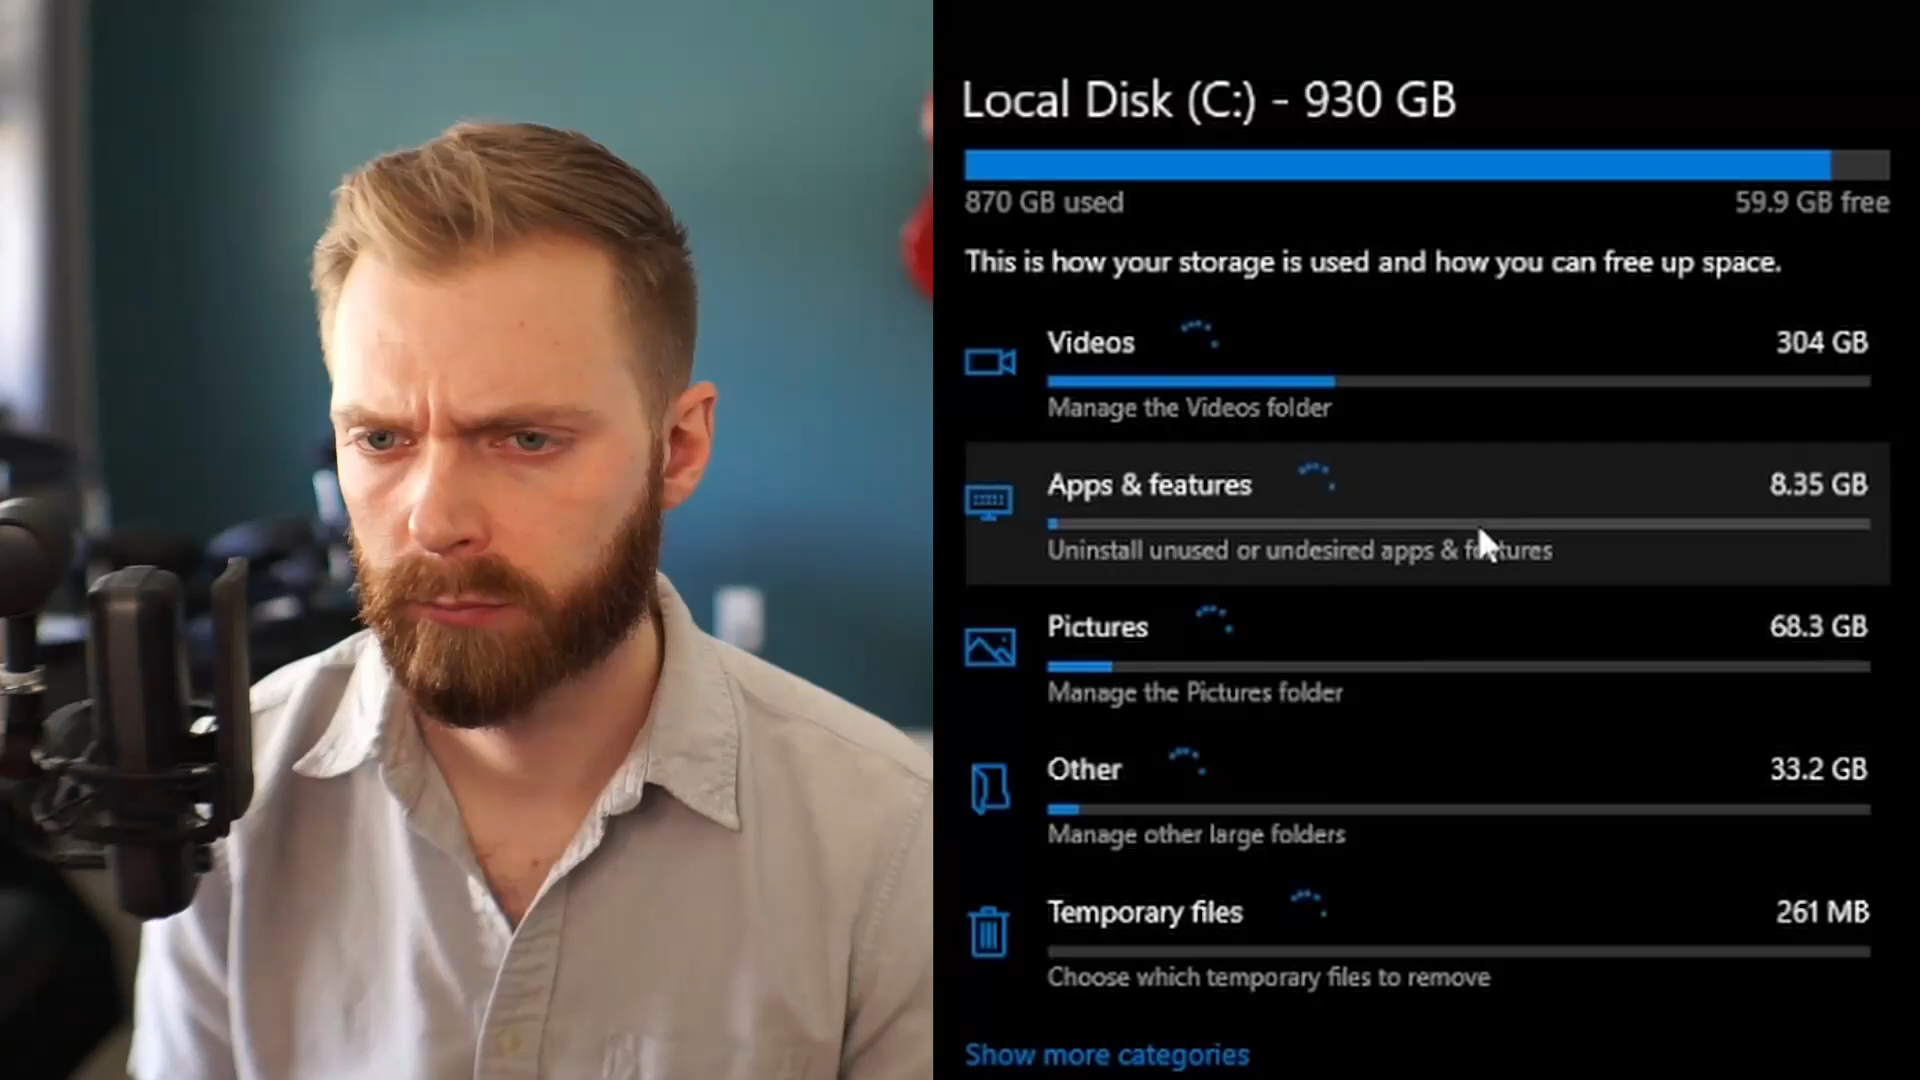 Local Disk (C:) - 930 GB
870 GB used 59.9 GB free
This is how your storage is used and how you can free up space.
Videos 304 GB
Manage the Videos folder
Apps & features 8.35 GB
Uninstall unused or undesired apps & features
Pictures 68.3 GB
Manage the Pictures folder
Other 33.2 GB
Manage other large folders
Temporary files 261 MB
Choose which temporary files to remove
Show more categories